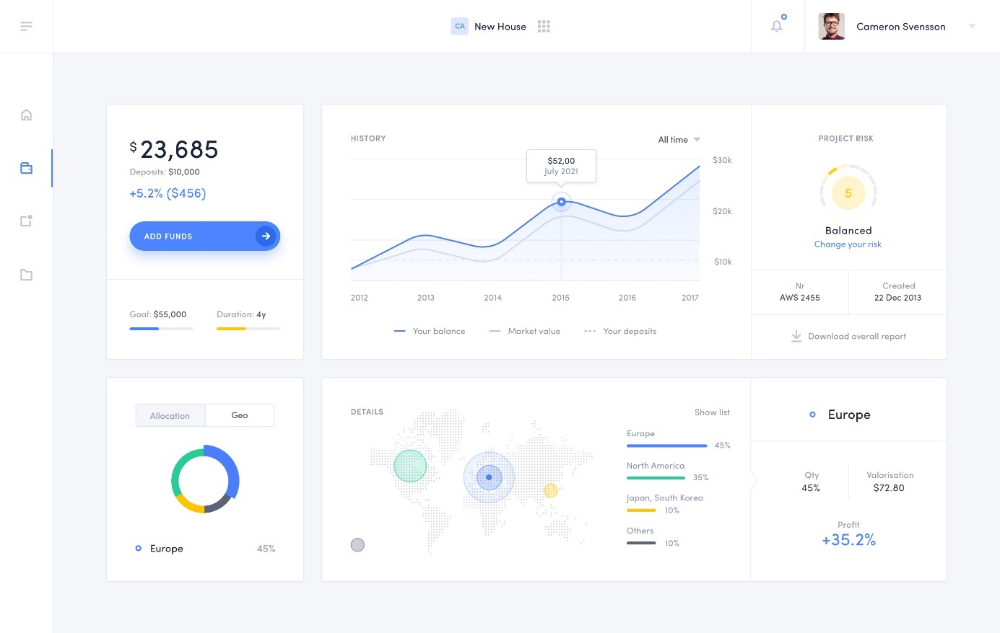 CA New House
Cameron Svensson
$23,685
Deposits: $10,000
+5.2% ($456)
ADD FUNDS
Goal: $55,000
Duration: 4y
HISTORY
All time
$52,00
July 2021
$30k
$20k
$10k
2012 2013 2014 2015 2016 2017
Your balance Market value Your deposits
PROJECT RISK
5
Balanced
Change your risk
Nr
AWS 2455
Created
22 Dec 2013
Download overall report
Allocation Geo
Europe 45%
DETAILS
Show list
Europe
45%
North America
35%
Japan, South Korea
10%
Others
10%
Europe
Qty
45%
Valorisation
$72.80
Profit
+35.2%